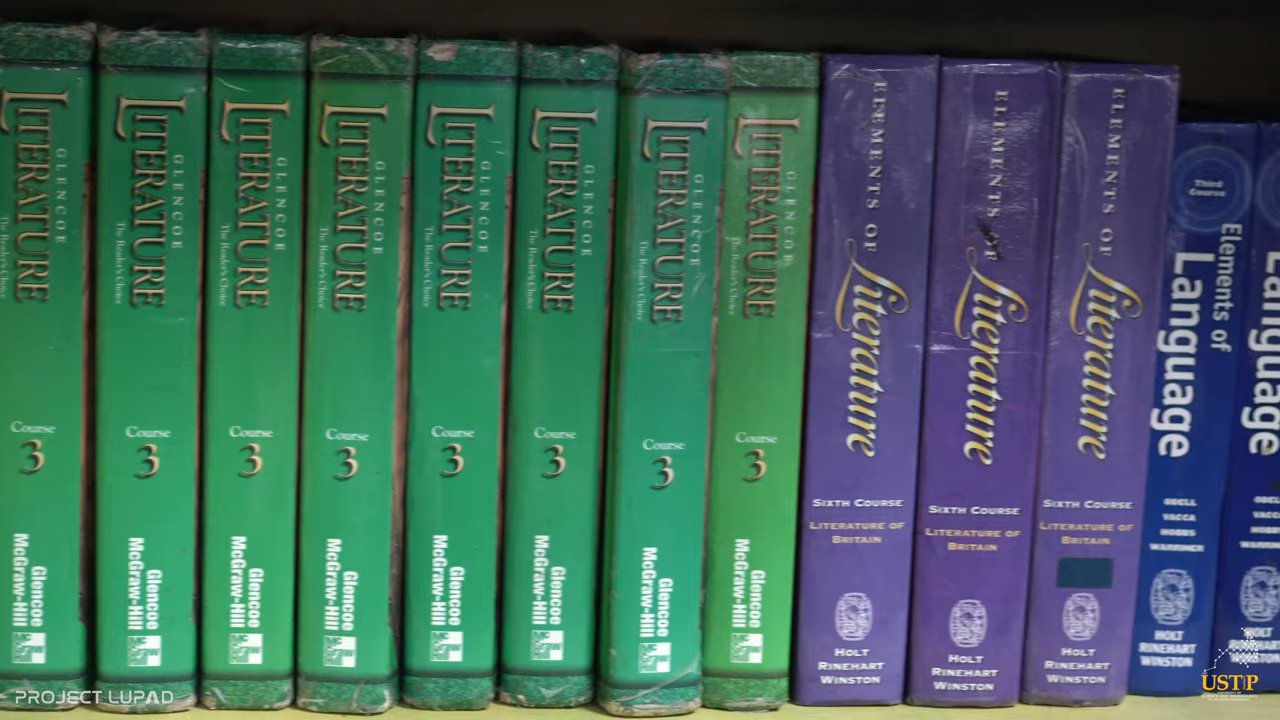 GLENCOE
LITERATURE
The Reader's Choice
Course
3
Glencoe
McGraw-Hill
GLENCOE
LITERATURE
The Reader's Choice
Course
3
Glencoe
McGraw-Hill
GLENCOE
LITERATURE
The Reader's Choice
Course
3
Glencoe
McGraw-Hill
GLENCOE
LITERATURE
The Reader's Choice
Course
3
Glencoe
McGraw-Hill
GLENCOE
LITERATURE
The Reader's Choice
Course
3
Glencoe
McGraw-Hill
GLENCOE
LITERATURE
The Reader's Choice
Course
3
Glencoe
McGraw-Hill
GLENCOE
LITERATURE
The Reader's Choice
Course
3
Glencoe
McGraw-Hill
GLENCOE
LITERATURE
The Reader's Choice
Course
3
Glencoe
McGraw-Hill
ELEMENTS OF
Literature
SIXTH COURSE
LITERATURE OF
BRITAIN
HOLT
RINEHART
WINSTON
ELEMENTS OF
Literature
SIXTH COURSE
LITERATURE OF
BRITAIN
HOLT
RINEHART
WINSTON
ELEMENTS OF
Literature
SIXTH COURSE
LITERATURE OF
BRITAIN
HOLT
RINEHART
WINSTON
Third
Course
Elements of
Language
ODELL
VACCA
HOBBS
WARRINER
HOLT
RINEHART
WINSTON
Language
ODELL
VACCA
HOBBS
HOLT
PROJECT LUPAD
USTP